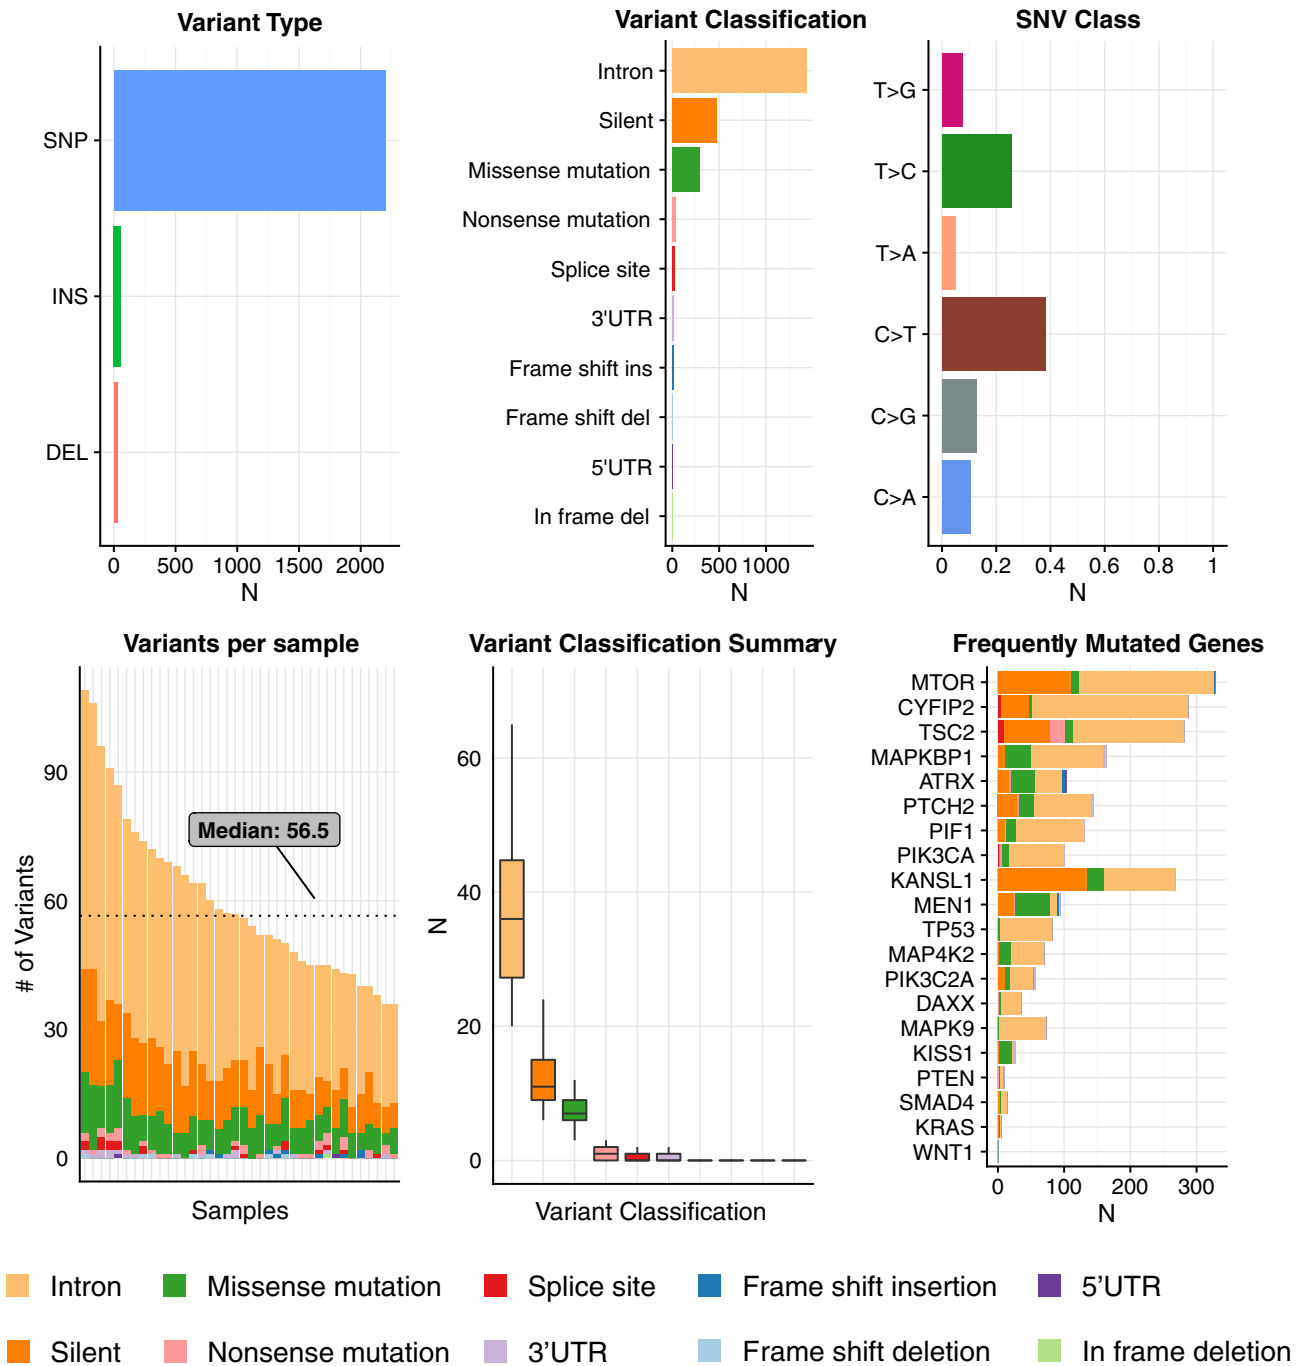 Variant Type
SNP
INS
DEL
0 500 1000 1500 2000
N
Variant Classification
Intron
Silent
Missense mutation
Nonsense mutation
Splice site
3'UTR
Frame shift ins
Frame shift del
5'UTR
In frame del
0 500 1000
N
SNV Class
T>G
T>C
T>A
C>T
C>G
C>A
0 0.2 0.4 0.6 0.8 1
N
Variants per sample
# of Variants
90
60
30
0
Median: 56.5
Samples
Variant Classification Summary
N
60
40
20
0
Variant Classification
Frequently Mutated Genes
MTOR
CYFIP2
TSC2
MAPKBP1
ATRX
PTCH2
PIF1
PIK3CA
KANSL1
MEN1
TP53
MAP4K2
PIK3C2A
DAXX
MAPK9
KISS1
PTEN
SMAD4
KRAS
WNT1
0 100 200 300
N
Intron Missense mutation Splice site Frame shift insertion 5’UTR
Silent Nonsense mutation 3’UTR Frame shift deletion In frame deletion